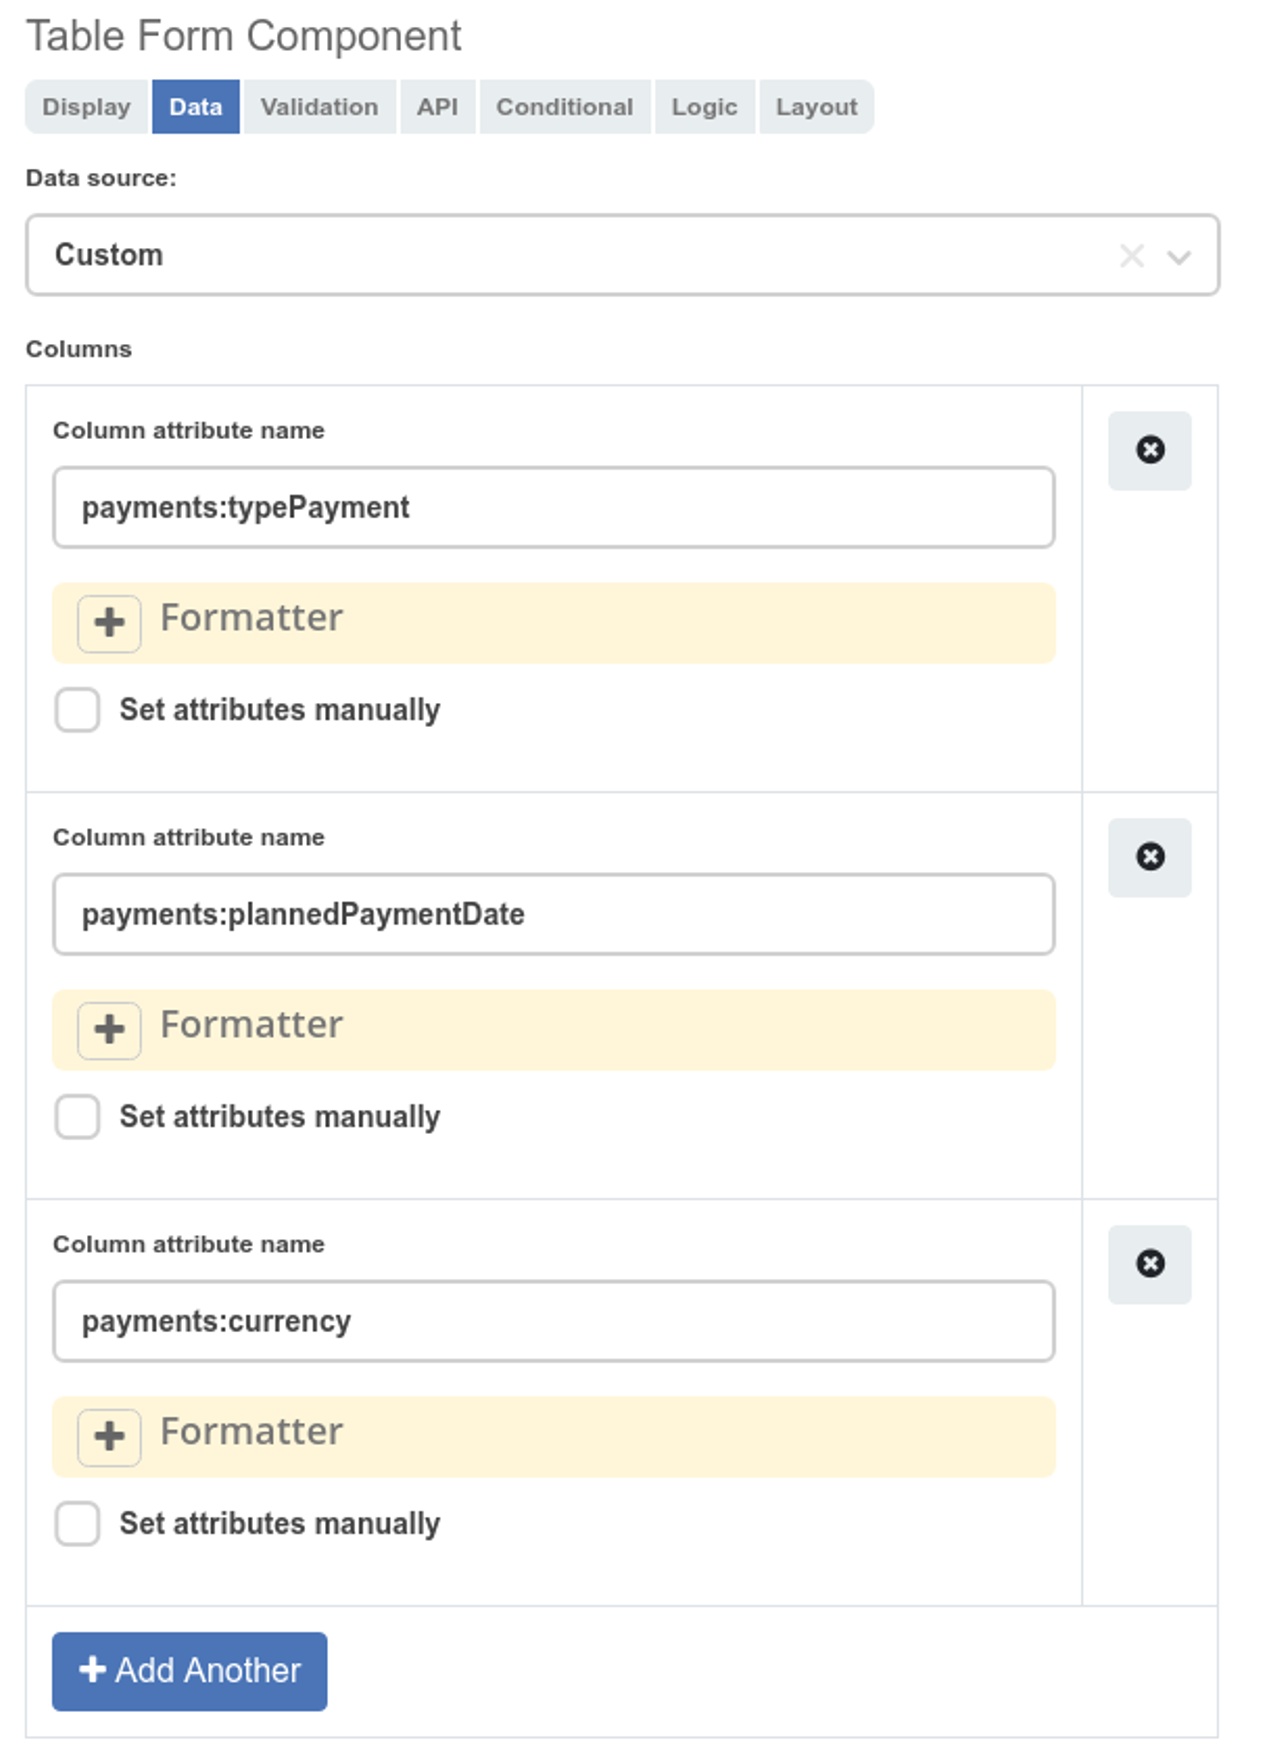 Table Form Component
Display Data Validation API Conditional Logic Layout
Data source:
Custom
Columns
Column attribute name
payments:typePayment
Formatter
Set attributes manually
Column attribute name
payments:plannedPaymentDate
Formatter
Set attributes manually
Column attribute name
payments:currency
Formatter
Set attributes manually
Add Another